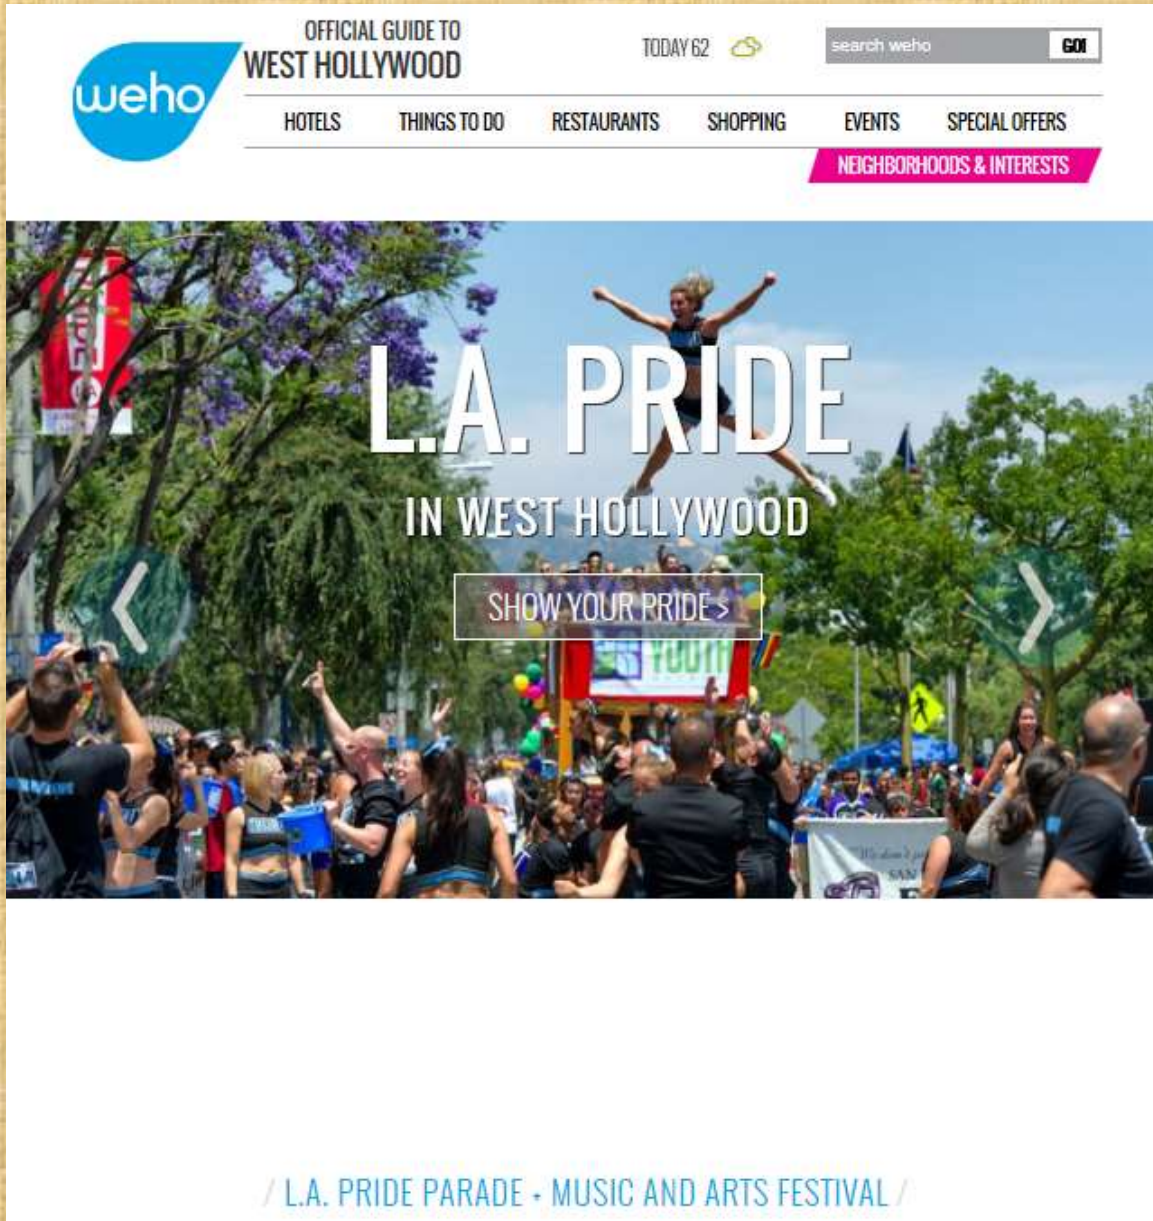 OFFICIAL GUIDE TO
WEST HOLLYWOOD
weho
TODAY 62
search weho
GO!
HOTELS THINGS TO DO RESTAURANTS SHOPPING EVENTS SPECIAL OFFERS
NEIGHBORHOODS & INTERESTS
L.A. PRIDE
IN WEST HOLLYWOOD
SHOW YOUR PRIDE >
YOUTH
SAN
/ L.A. PRIDE PARADE + MUSIC AND ARTS FESTIVAL /